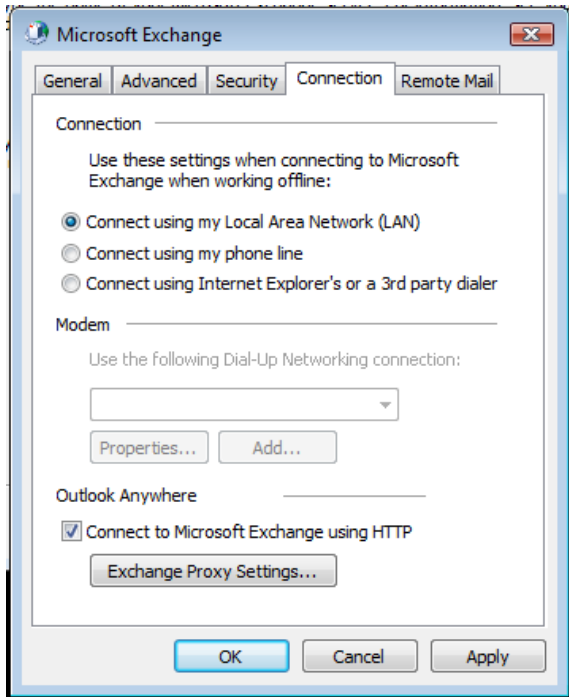 Microsoft Exchange
General Advanced Security Connection Remote Mail
Connection
Use these settings when connecting to Microsoft
Exchange when working offline:
Connect using my Local Area Network (LAN)
Connect using my phone line
Connect using Internet Explorer's or a 3rd party dialer
Modem
Use the following Dial-Up Networking connection:
Properties... Add...
Outlook Anywhere
Connect to Microsoft Exchange using HTTP
Exchange Proxy Settings...
OK Cancel Apply